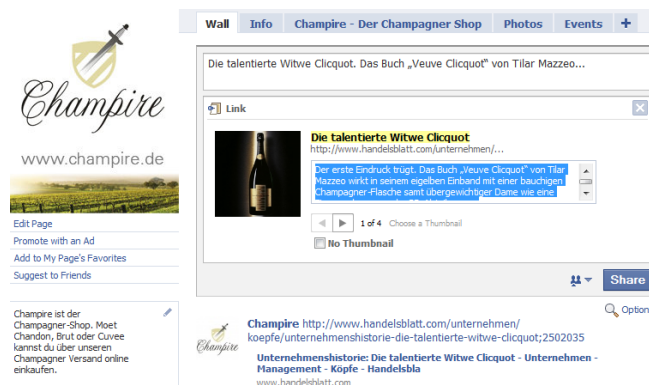 Champire
www.champire.de
Edit Page
Promote with an Ad
Add to My Page's Favorites
Suggest to Friends
Champire ist der
Champagner-Shop. Moet
Chandon, Brut oder Cuvee
kannst du über unseren
Champagner Versand online
einkaufen.
Wall Info Champire - Der Champagner Shop Photos Events +
Die talentierte Witwe Clicquot. Das Buch „Veuve Clicquot“ von Tilar Mazzeo...
Link
Die talentierte Witwe Clicquot
http://www.handelsblatt.com/unternehmen/...
Der erste Eindruck trügt. Das Buch „Veuve Clicquot“ von Tilar
Mazzeo wirkt in seinem eigelben Einband mit einer bauchigen
Champagner-Flasche samt übergewichtiger Dame wie eine
1 of 4 Choose a Thumbnail
No Thumbnail
Share
Option
Champire
Champire http://www.handelsblatt.com/unternehmen/
koepfe/unternehmenshistorie-die-talentierte-witwe-clicquot;2502035
Unternehmenshistorie: Die talentierte Witwe Clicquot - Unternehmen -
Management - Köpfe - Handelsbla
www.handelsblatt.com